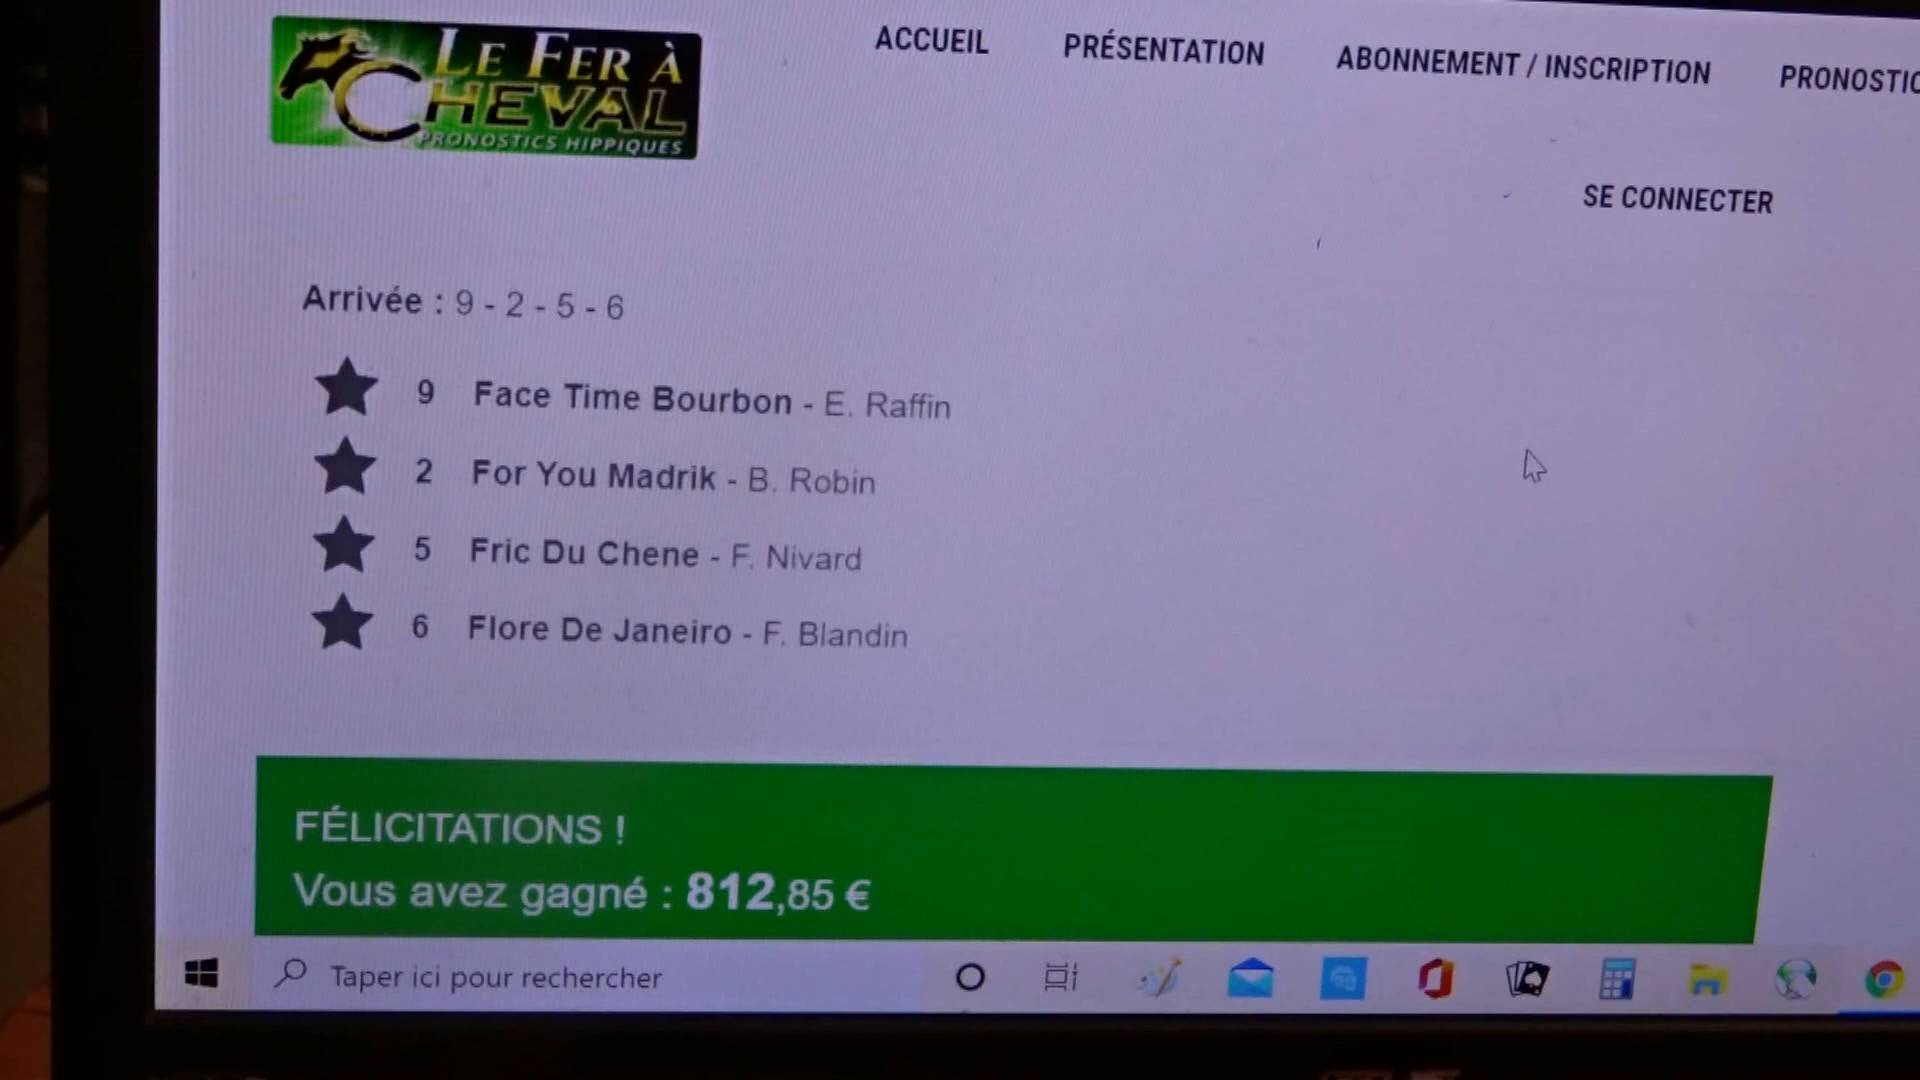 LE FER À
CHEVAL
PRONOSTICS HIPPIQUES
ACCUEIL
PRÉSENTATION
ABONNEMENT / INSCRIPTION
PRONOSTIC
SE CONNECTER
Arrivée : 9 - 2 - 5 - 6
9 Face Time Bourbon - E. Raffin
2 For You Madrik - B. Robin
5 Fric Du Chene - F. Nivard
6 Flore De Janeiro - F. Blandin
FÉLICITATIONS !
Vous avez gagné : 812,85 €
Taper ici pour rechercher